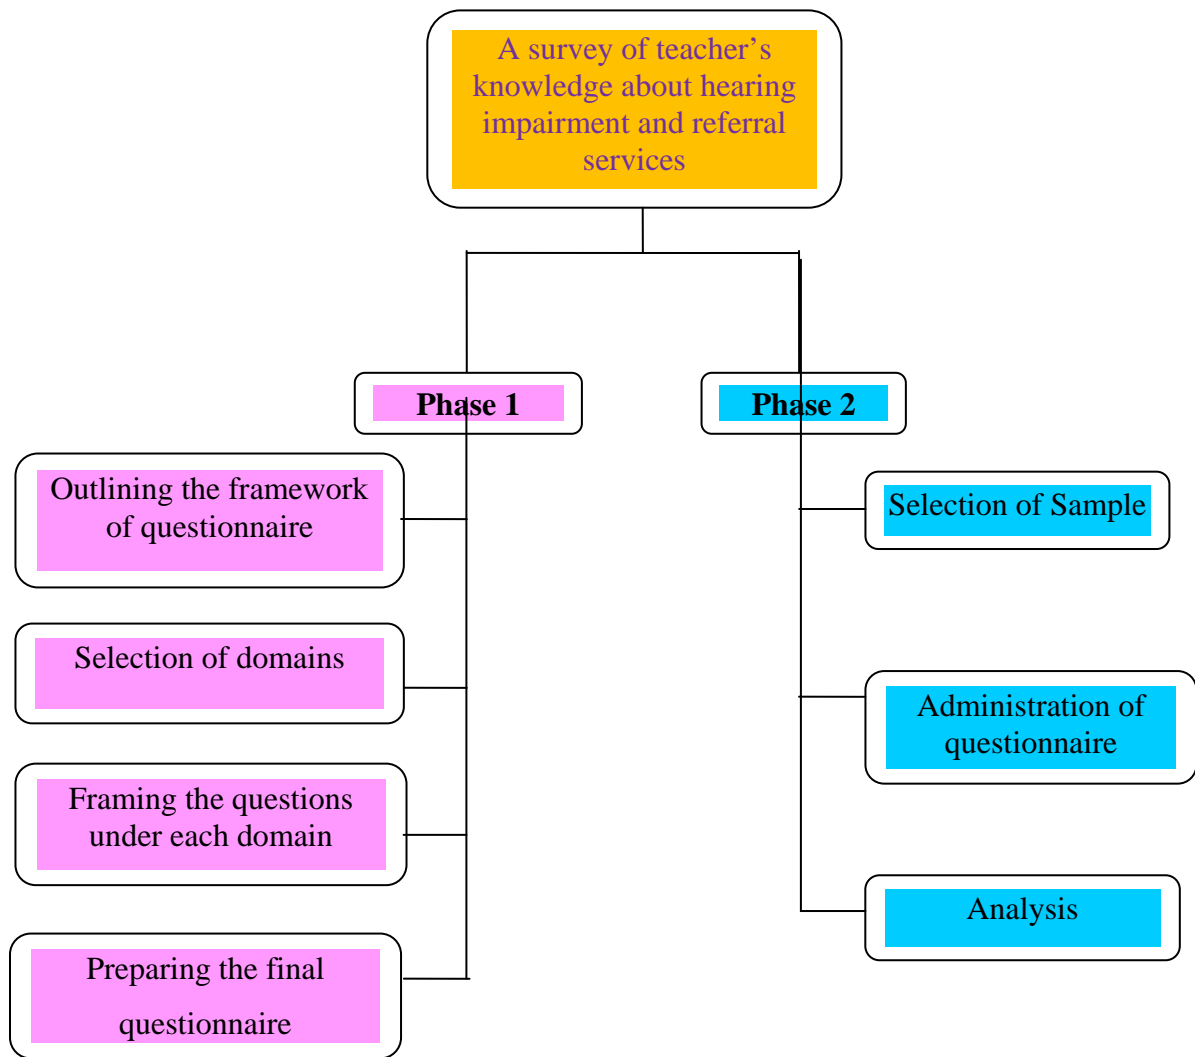 A survey of teacher’s
knowledge about hearing
impairment and referral
services
Phase 1
Outlining the framework
of questionnaire
Selection of domains
Framing the questions
under each domain
Preparing the final
questionnaire
Phase 2
Selection of Sample
Administration of
questionnaire
Analysis